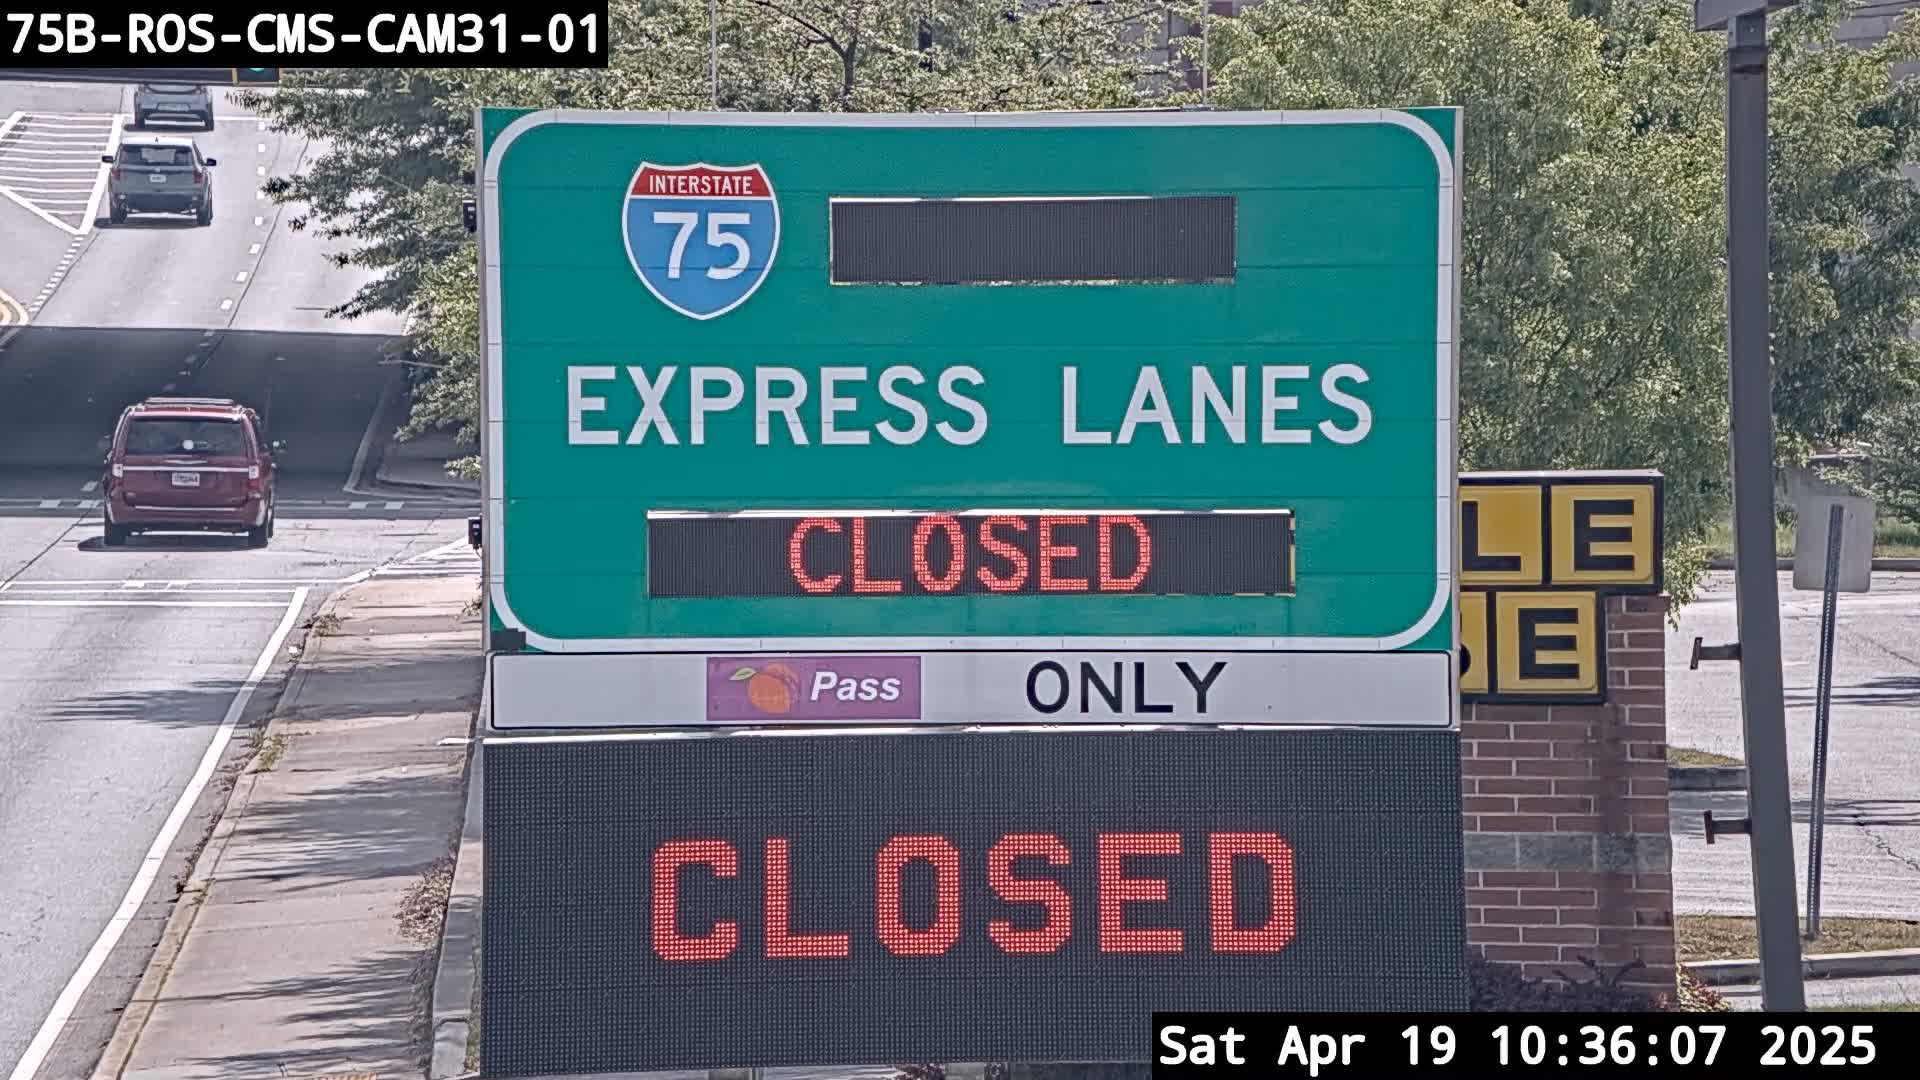 75B-ROS-CMS-CAM31-01
INTERSTATE
75
EXPRESS LANES
CLOSED
Pass ONLY
CLOSED
LE
E
Sat Apr 19 10:36:07 2025